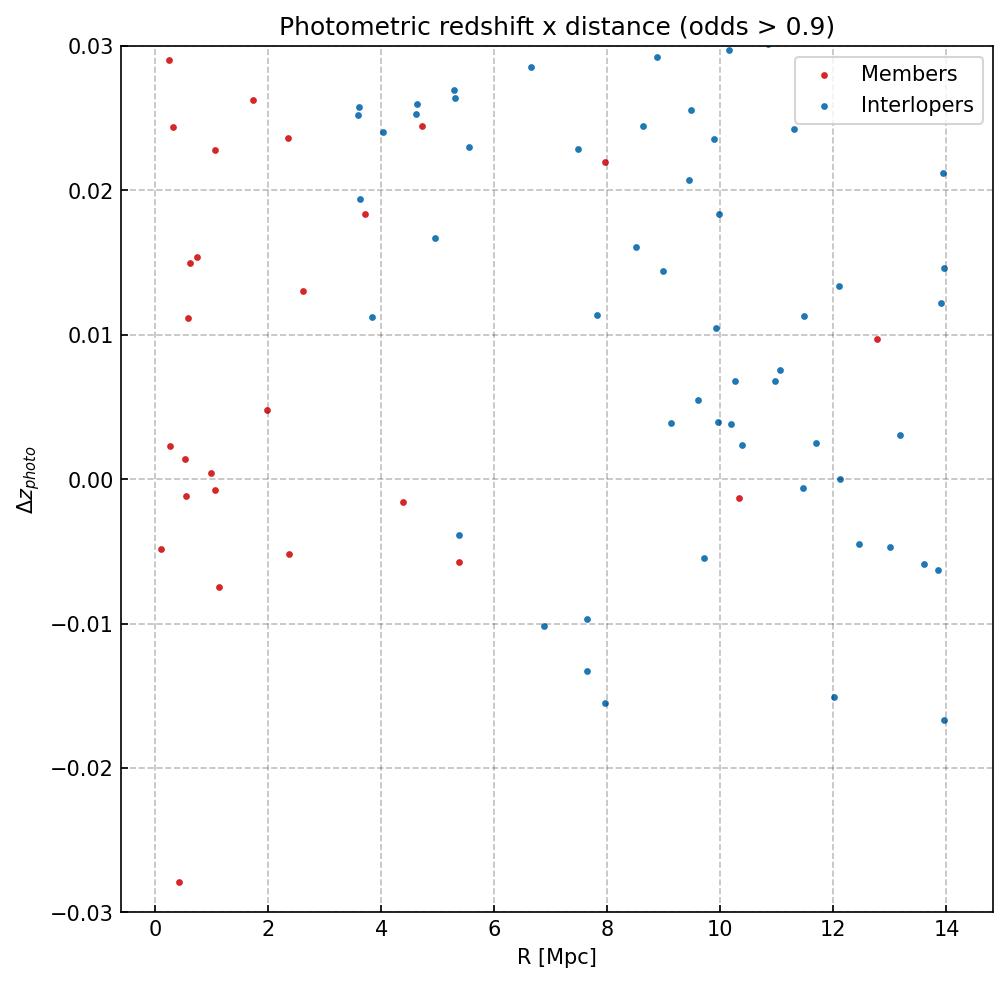 Photometric redshift x distance (odds > 0.9)
Members
Interlopers
0.03
0.02
0.01
0.00
−0.01
−0.02
−0.03
Δz_photo
0 2 4 6 8 10 12 14
R [Mpc]